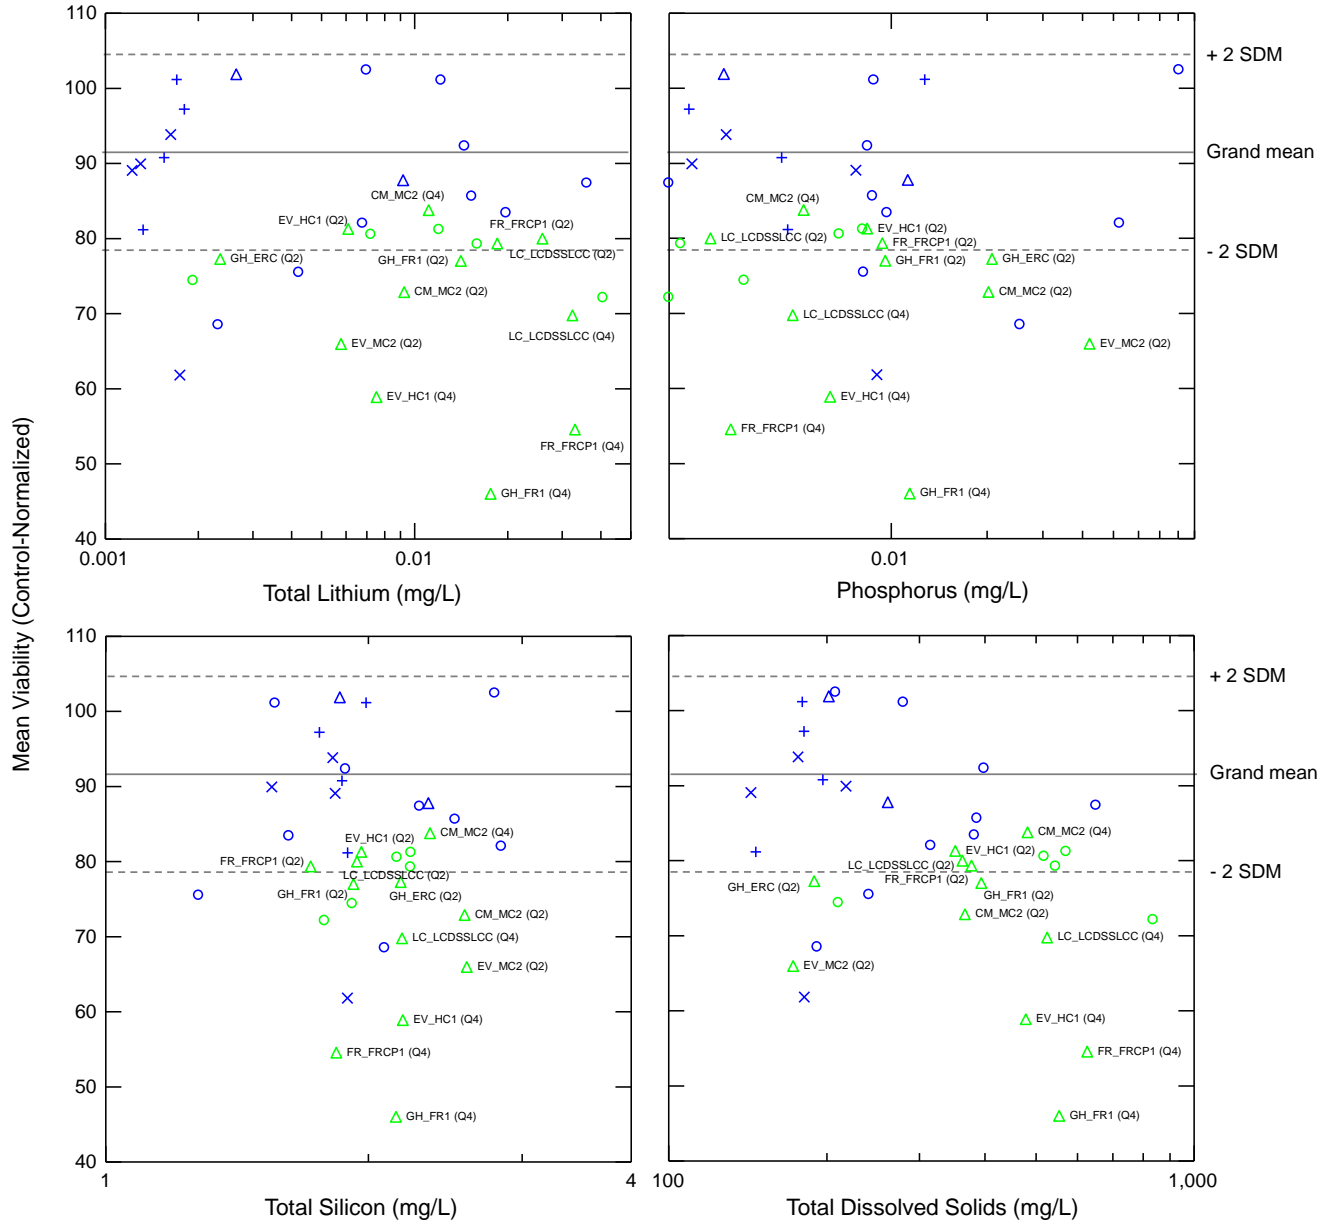 110
100
90
80
70
60
50
40
0.001
0.01
Total Lithium (mg/L)
CM_MC2 (Q4)
EV_HC1 (Q2)
FR_FRCP1 (Q2)
LC_LCDSSLCC (Q2)
GH_ERC (Q2)
GH_FR1 (Q2)
CM_MC2 (Q2)
LC_LCDSSLCC (Q4)
EV_MC2 (Q2)
EV_HC1 (Q4)
FR_FRCP1 (Q4)
GH_FR1 (Q4)
+ 2 SDM
Grand mean
- 2 SDM
CM_MC2 (Q4)
EV_HC1 (Q2)
LC_LCDSSLCC (Q2)
FR_FRCP1 (Q2)
GH_FR1 (Q2)
GH_ERC (Q2)
CM_MC2 (Q2)
LC_LCDSSLCC (Q4)
EV_MC2 (Q2)
EV_HC1 (Q4)
FR_FRCP1 (Q4)
GH_FR1 (Q4)
0.01
Phosphorus (mg/L)
Mean Viability (Control-Normalized)
110
100
90
80
70
60
50
40
1
4
Total Silicon (mg/L)
CM_MC2 (Q4)
EV_HC1 (Q2)
FR_FRCP1 (Q2)
LC_LCDSSLCC (Q2)
GH_FR1 (Q2)
GH_ERC (Q2)
CM_MC2 (Q2)
LC_LCDSSLCC (Q4)
EV_MC2 (Q2)
EV_HC1 (Q4)
FR_FRCP1 (Q4)
GH_FR1 (Q4)
+ 2 SDM
Grand mean
- 2 SDM
CM_MC2 (Q4)
EV_HC1 (Q2)
LC_LCDSSLCC (Q2)
FR_FRCP1 (Q2)
GH_ERC (Q2)
GH_FR1 (Q2)
CM_MC2 (Q2)
LC_LCDSSLCC (Q4)
EV_MC2 (Q2)
EV_HC1 (Q4)
FR_FRCP1 (Q4)
GH_FR1 (Q4)
100
1,000
Total Dissolved Solids (mg/L)